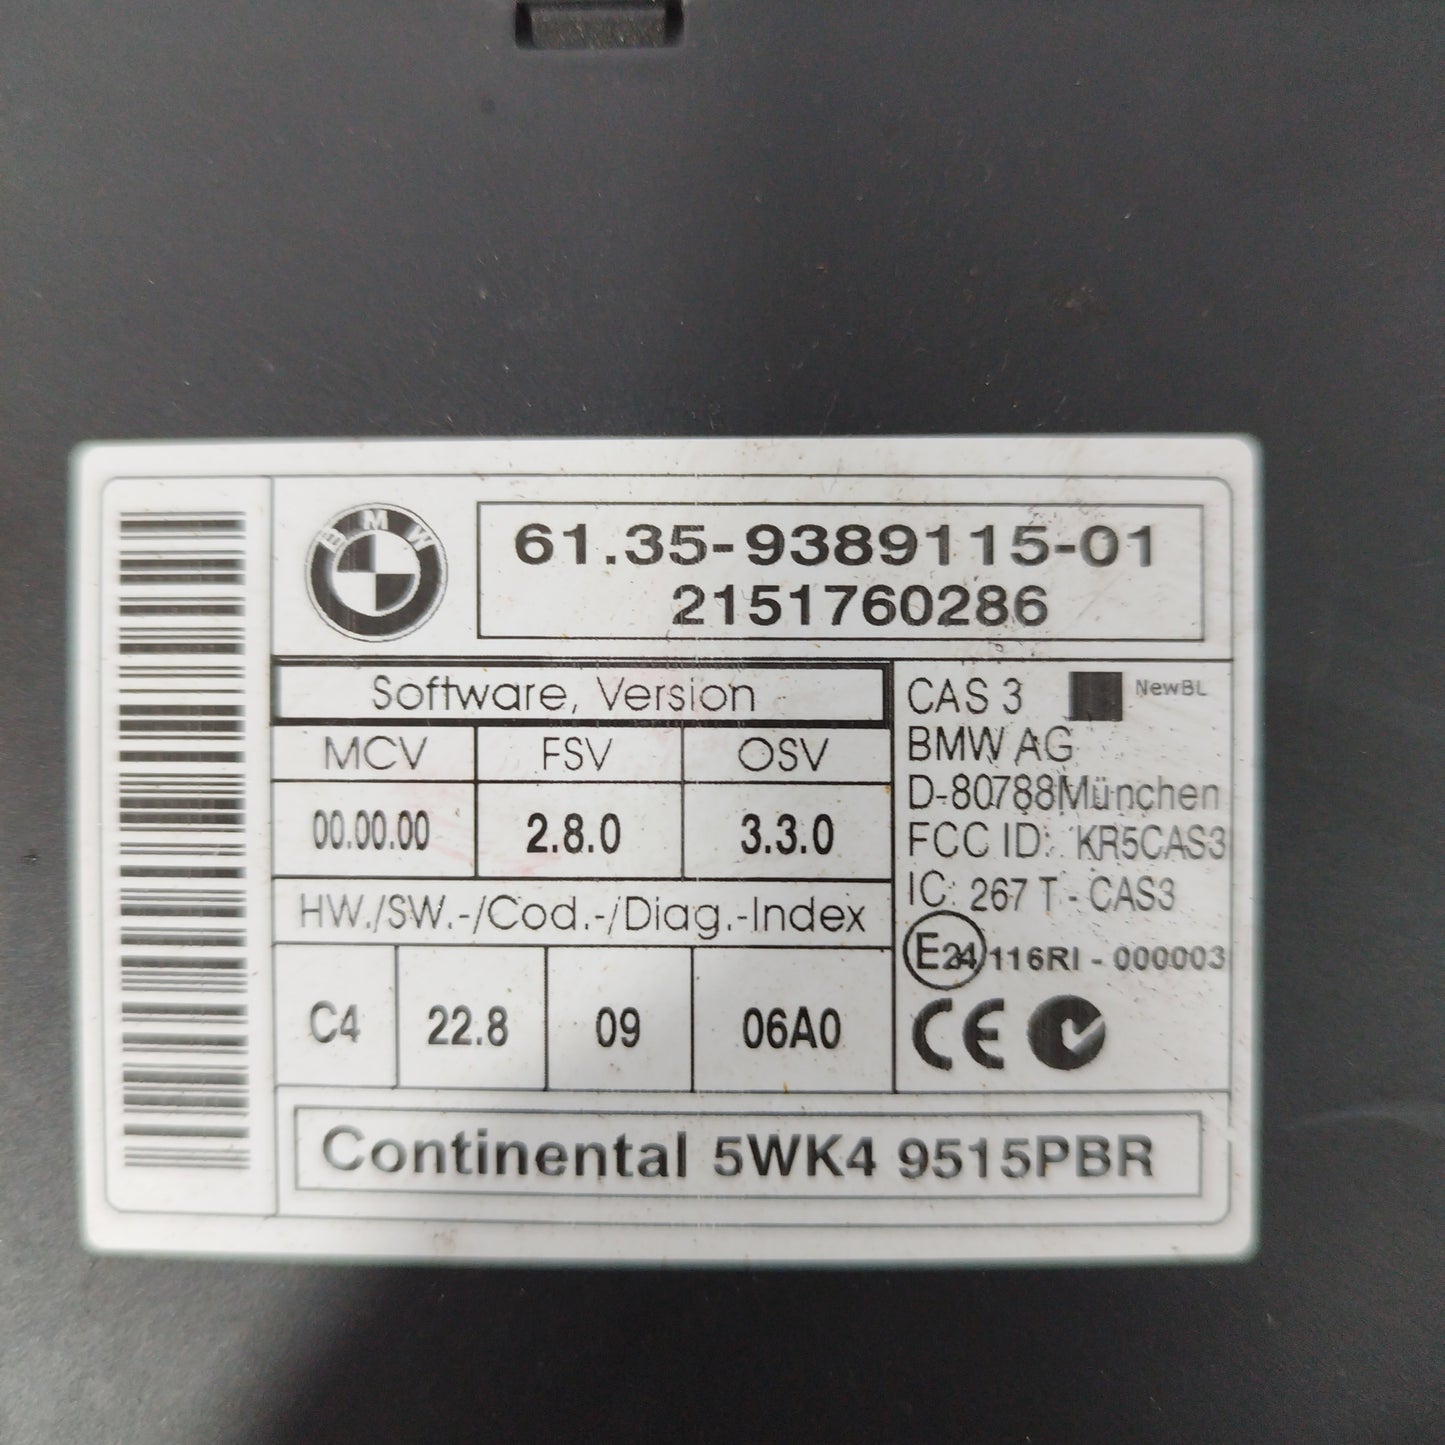 BMW
61.35-9389115-01
2151760286
Software, Version
MCV FSV OSV
00.00.00 2.8.0 3.3.0
HW./SW.-/Cod.-/Diag.-Index
C4 22.8 09 06A0
CAS 3 NewBL
BMW AG
D-80788München
FCC ID: KR5CAS3
IC: 267 T - CAS3
E24 116RI - 000003
CE
Continental 5WK4 9515PBR